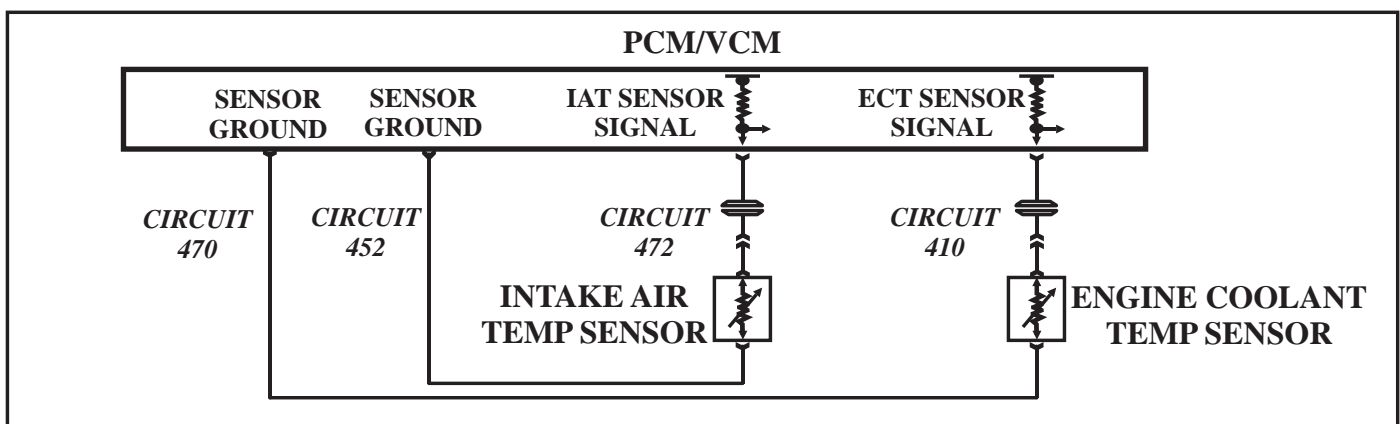 PCM/VCM
SENSOR
GROUND
SENSOR
GROUND
IAT SENSOR
SIGNAL
ECT SENSOR
SIGNAL
CIRCUIT
470
CIRCUIT
452
CIRCUIT
472
CIRCUIT
410
INTAKE AIR
TEMP SENSOR
ENGINE COOLANT
TEMP SENSOR